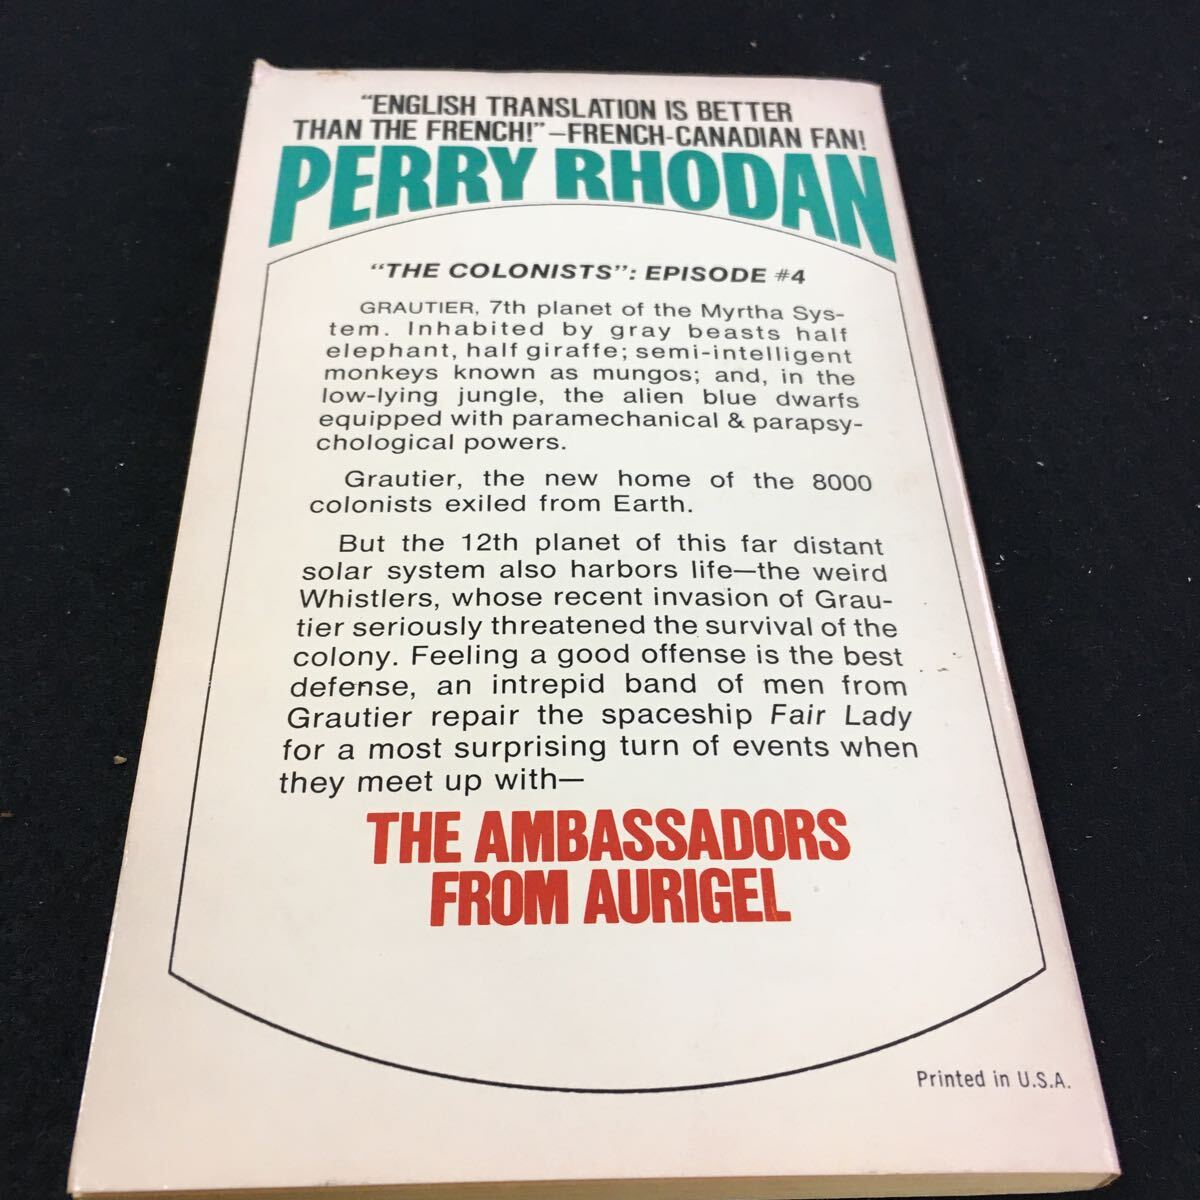 "ENGLISH TRANSLATION IS BETTER
THAN THE FRENCH!"—FRENCH-CANADIAN FAN!
PERRY RHODAN
"THE COLONISTS": EPISODE #4
GRAUTIER, 7th planet of the Myrtha Sys-
tem. Inhabited by gray beasts half
elephant, half giraffe; semi-intelligent
monkeys known as mungos; and, in the
low-lying jungle, the alien blue dwarfs
equipped with paramechanical & parapsy-
chological powers.
Grautier, the new home of the 8000
colonists exiled from Earth.
But the 12th planet of this far distant
solar system also harbors life—the weird
Whistlers, whose recent invasion of Grau-
tier seriously threatened the survival of the
colony. Feeling a good offense is the best
defense, an intrepid band of men from
Grautier repair the spaceship Fair Lady
for a most surprising turn of events when
they meet up with—
THE AMBASSADORS
FROM AURIGEL
Printed in U.S.A.